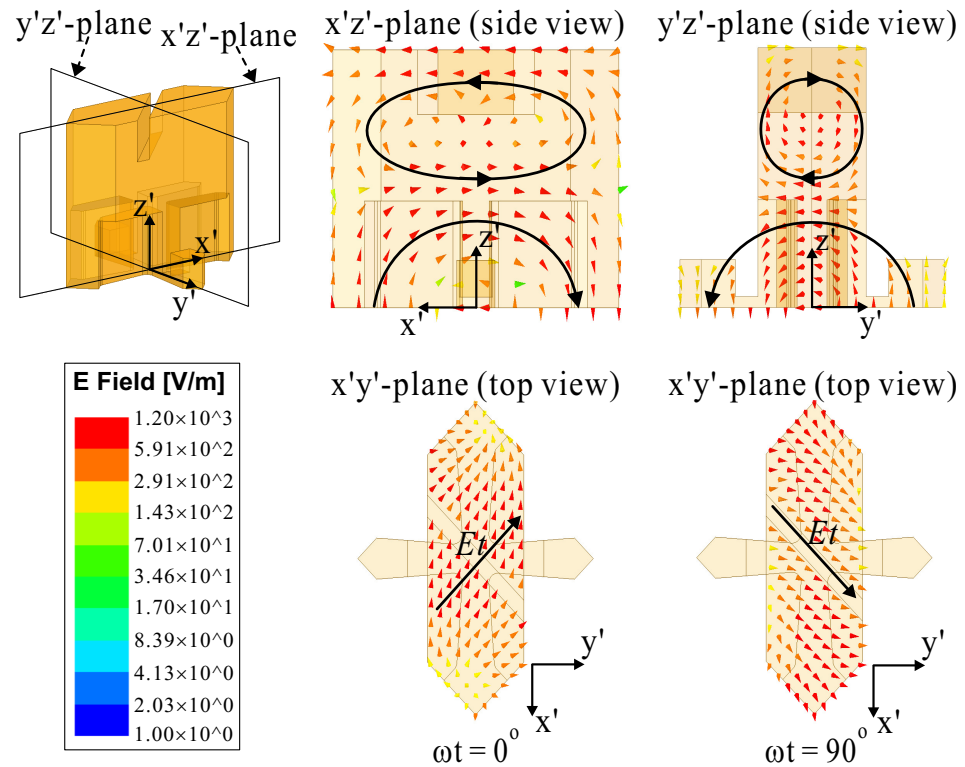 y'z'-plane
x'z'-plane
z'
x'
y'
x'z'-plane (side view)
z'
x'
y'z'-plane (side view)
z'
y'
E Field [V/m]
1.20×10^3
5.91×10^2
2.91×10^2
1.43×10^2
7.01×10^1
3.46×10^1
1.70×10^1
8.39×10^0
4.13×10^0
2.03×10^0
1.00×10^0
x'y'-plane (top view)
Et
y'
x'
ωt = 0°
x'y'-plane (top view)
Et
y'
x'
ωt = 90°